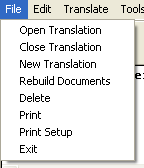 File Edit Translate Tools
Open Translation
Close Translation
New Translation
Rebuild Documents
Delete
Print
Print Setup
Exit